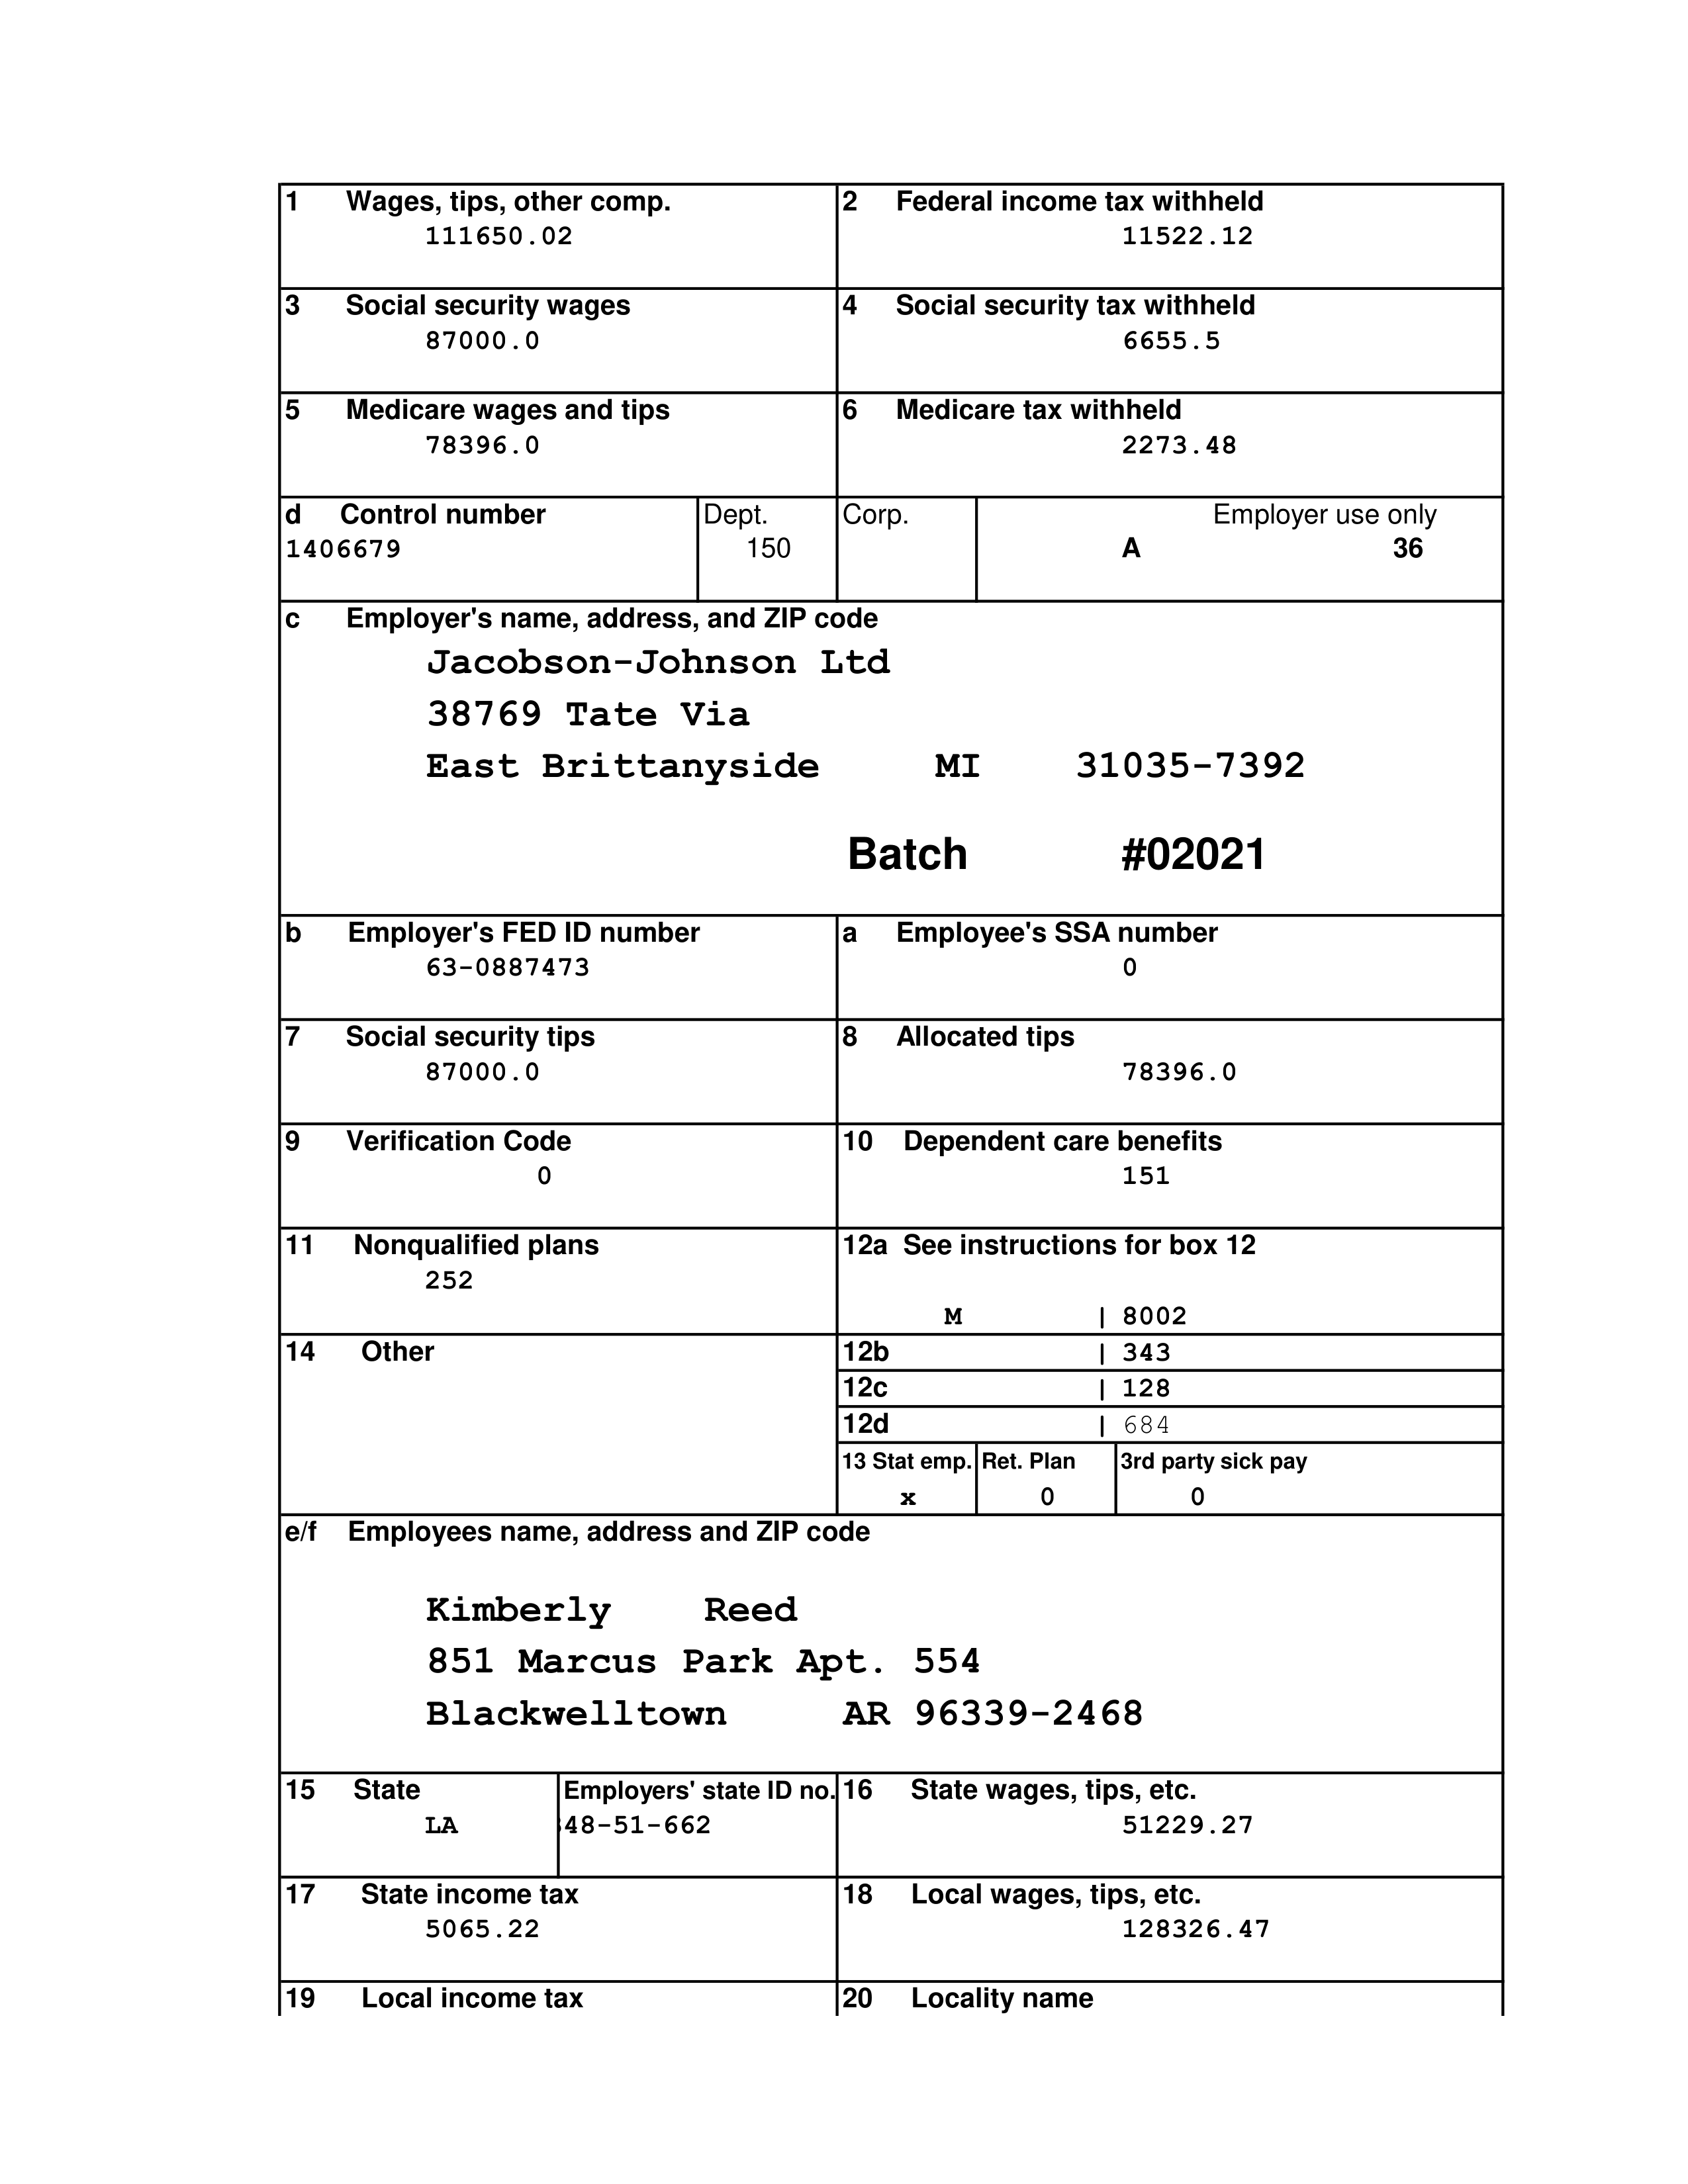 1 Wages, tips, other comp. 2 Federal income tax withheld
111650.02 11522.12
3 Social security wages 4 Social security tax withheld
87000.0 6655.5
5 Medicare wages and tips 6 Medicare tax withheld
78396.0 2273.48
d Control number Dept. Corp. Employer use only
1406679 150 A 36
c Employer's name, address, and ZIP code
Jacobson-Johnson Ltd
38769 Tate Via
East Brittanyside MI 31035-7392
Batch #02021
b Employer's FED ID number a Employee's SSA number
63-0887473 0
7 Social security tips 8 Allocated tips
87000.0 78396.0
9 Verification Code 10 Dependent care benefits
0 151
11 Nonqualified plans 12a See instructions for box 12
252
M | 8002
14 Other 12b | 343
12c | 128
12d | 684
13 Stat emp. Ret. Plan 3rd party sick pay
x 0 0
e/f Employees name, address and ZIP code
Kimberly Reed
851 Marcus Park Apt. 554
Blackwelltown AR 96339-2468
15 State Employers' state ID no. 16 State wages, tips, etc.
LA 48-51-662 51229.27
17 State income tax 18 Local wages, tips, etc.
5065.22 128326.47
19 Local income tax 20 Locality name